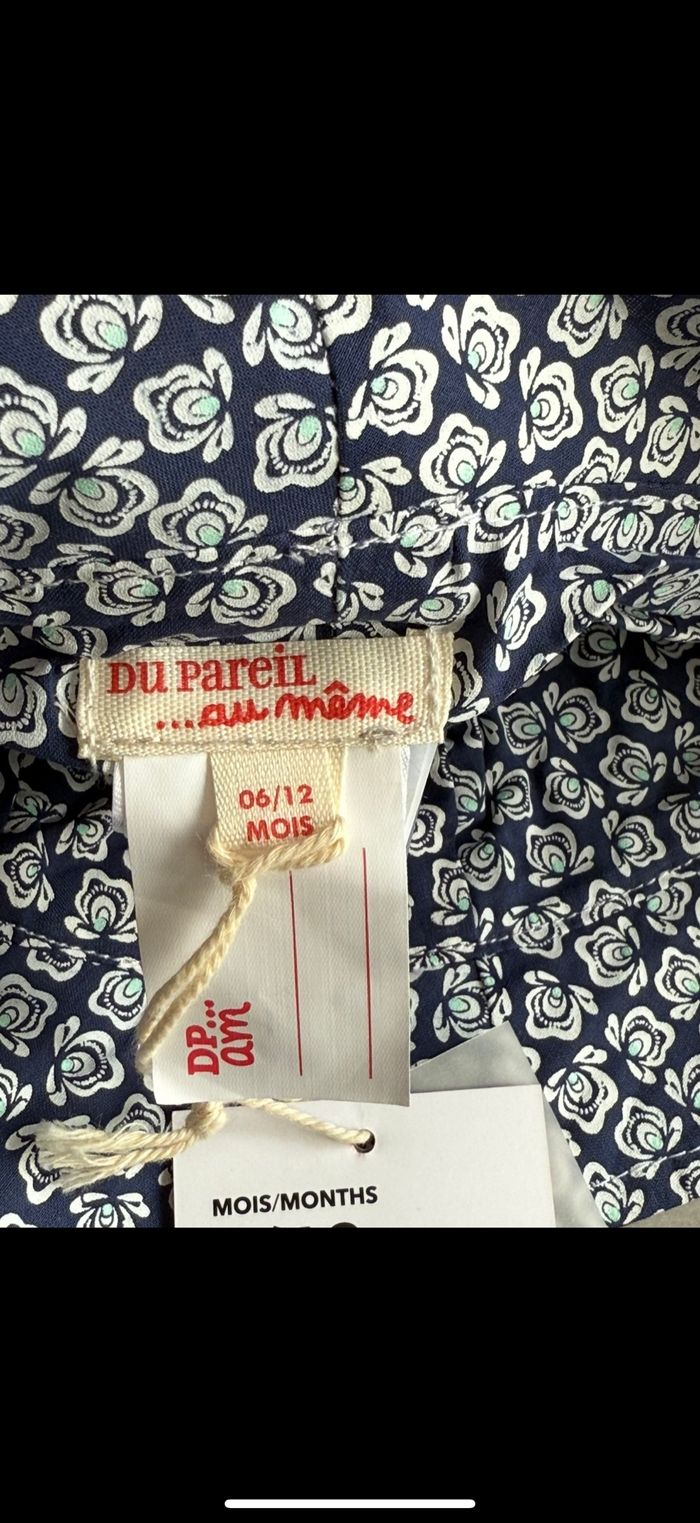 Du Pareil
...au même
06/12
MOIS
DP...
am
MOIS/MONTHS